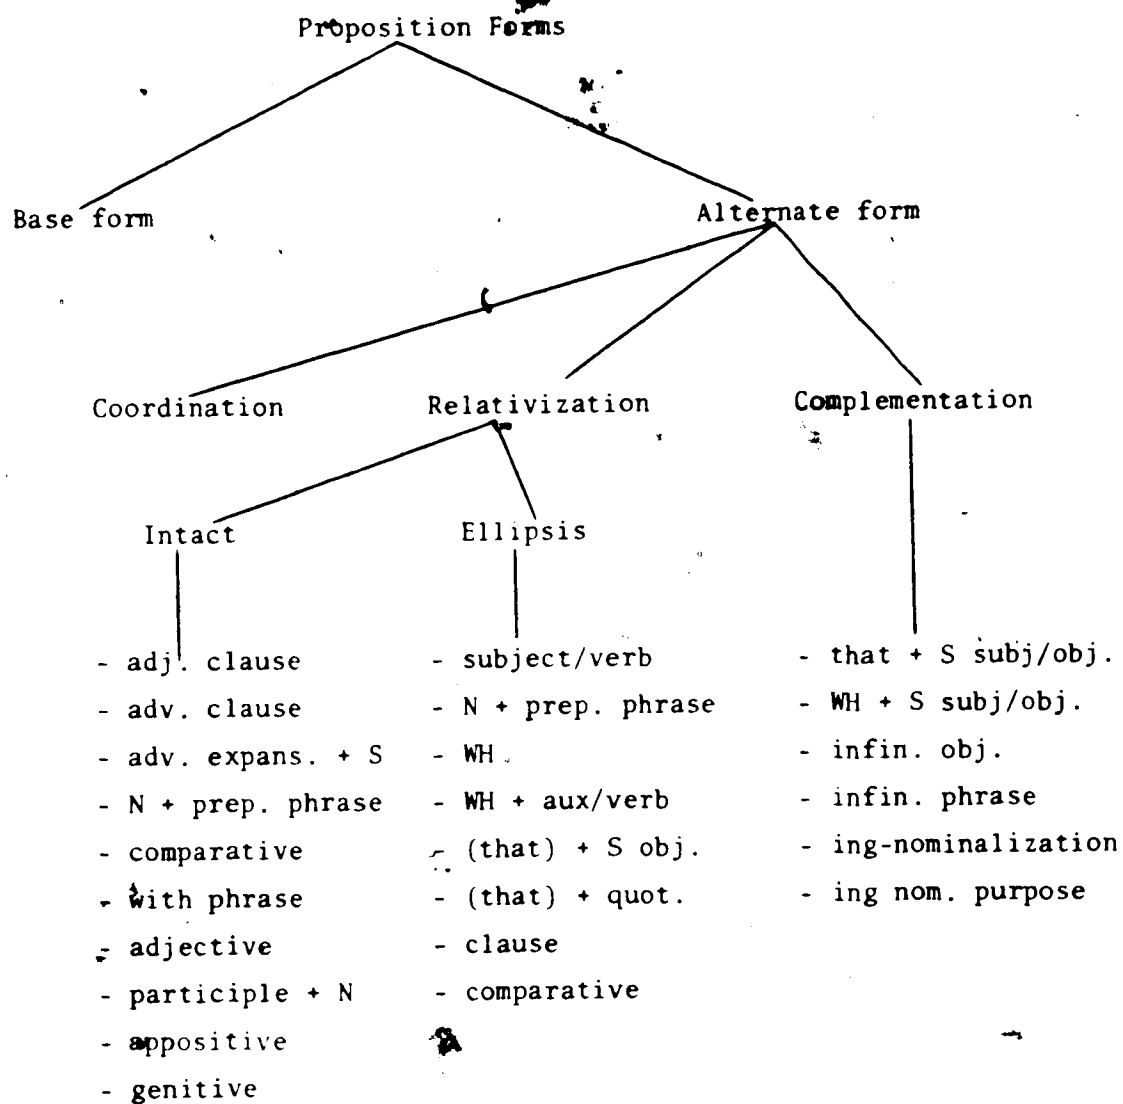 Proposition Forms
Base form
Alternate form
Coordination
Relativization
Complementation
Intact
Ellipsis
- adj. clause
- adv. clause
- adv. expans. + S
- N + prep. phrase
- comparative
- with phrase
- adjective
- participle + N
- appositive
- genitive
- subject/verb
- N + prep. phrase
- WH
- WH + aux/verb
- (that) + S obj.
- (that) + quot.
- clause
- comparative
- that + S subj/obj.
- WH + S subj/obj.
- infin. obj.
- infin. phrase
- ing-nominalization
- ing nom. purpose